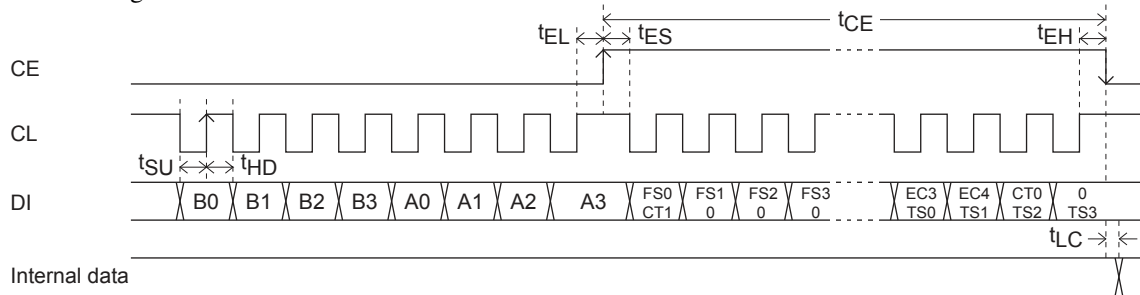 tCE
tEL
tES
tEH
CE
CL
tSU
tHD
DI
B0 B1 B2 B3 A0 A1 A2 A3 FS0 FS1 FS2 FS3 EC3 EC4 CT0 0
CT1 0 0 0 TS0 TS1 TS2 TS3
tLC
Internal data